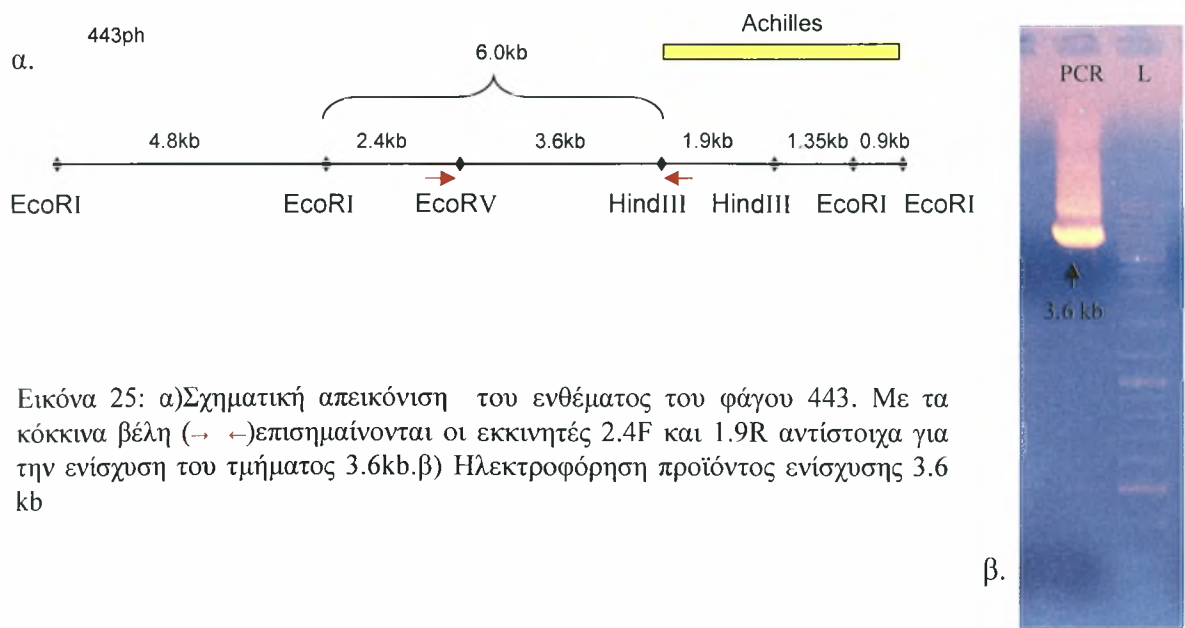 443ph
α.
Achilles
6.0kb
4.8kb 2.4kb 3.6kb 1.9kb 1.35kb 0.9kb
EcoRI EcoRI EcoRV HindIII HindIII EcoRI EcoRI
PCR L
3.6 kb
β.
Εικόνα 25: α)Σχηματική απεικόνιση του ενθέματος του φάγου 443. Με τα
κόκκινα βέλη (→ ←)επισημαίνονται οι εκκινητές 2.4F και 1.9R αντίστοιχα για
την ενίσχυση του τμήματος 3.6kb.β) Ηλεκτροφόρηση προϊόντος ενίσχυσης 3.6
kb